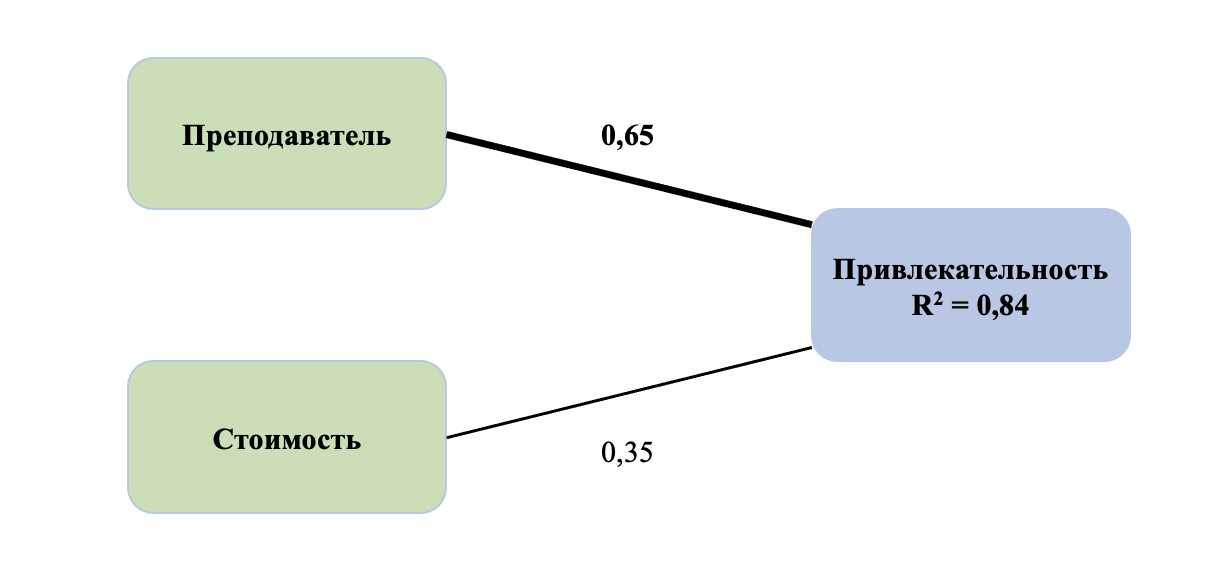 Преподаватель
0,65
Привлекательность
R² = 0,84
Стоимость
0,35